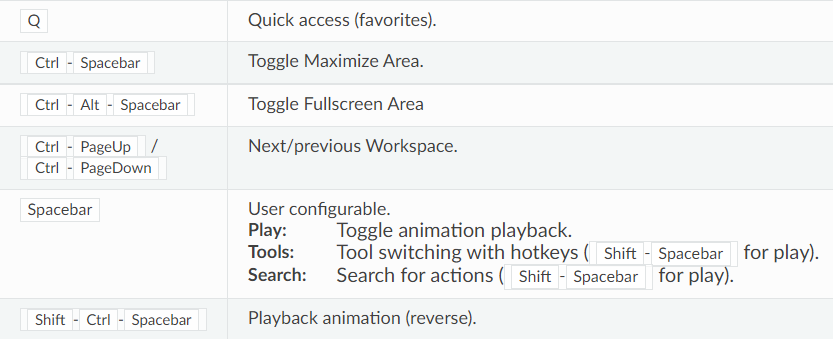 Q Quick access (favorites).
Ctrl - Spacebar Toggle Maximize Area.
Ctrl - Alt - Spacebar Toggle Fullscreen Area
Ctrl - PageUp / Next/previous Workspace.
Ctrl - PageDown
Spacebar User configurable.
Play: Toggle animation playback.
Tools: Tool switching with hotkeys ( Shift - Spacebar for play).
Search: Search for actions ( Shift - Spacebar for play).
Shift - Ctrl - Spacebar Playback animation (reverse).